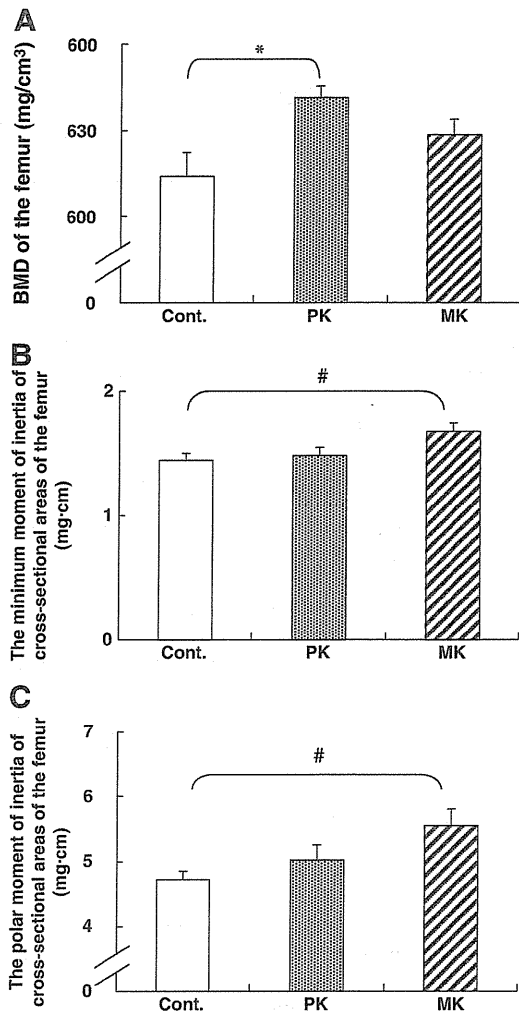 A
BMD of the femur (mg/cm³)
600
630
600
0
*
Cont.
PK
MK
B
The minimum moment of inertia of
cross-sectional areas of the femur
(mg·cm)
2
1
0
#
Cont.
PK
MK
C
The polar moment of inertia of
cross-sectional areas of the femur
(mg·cm)
7
6
5
4
0
#
Cont.
PK
MK